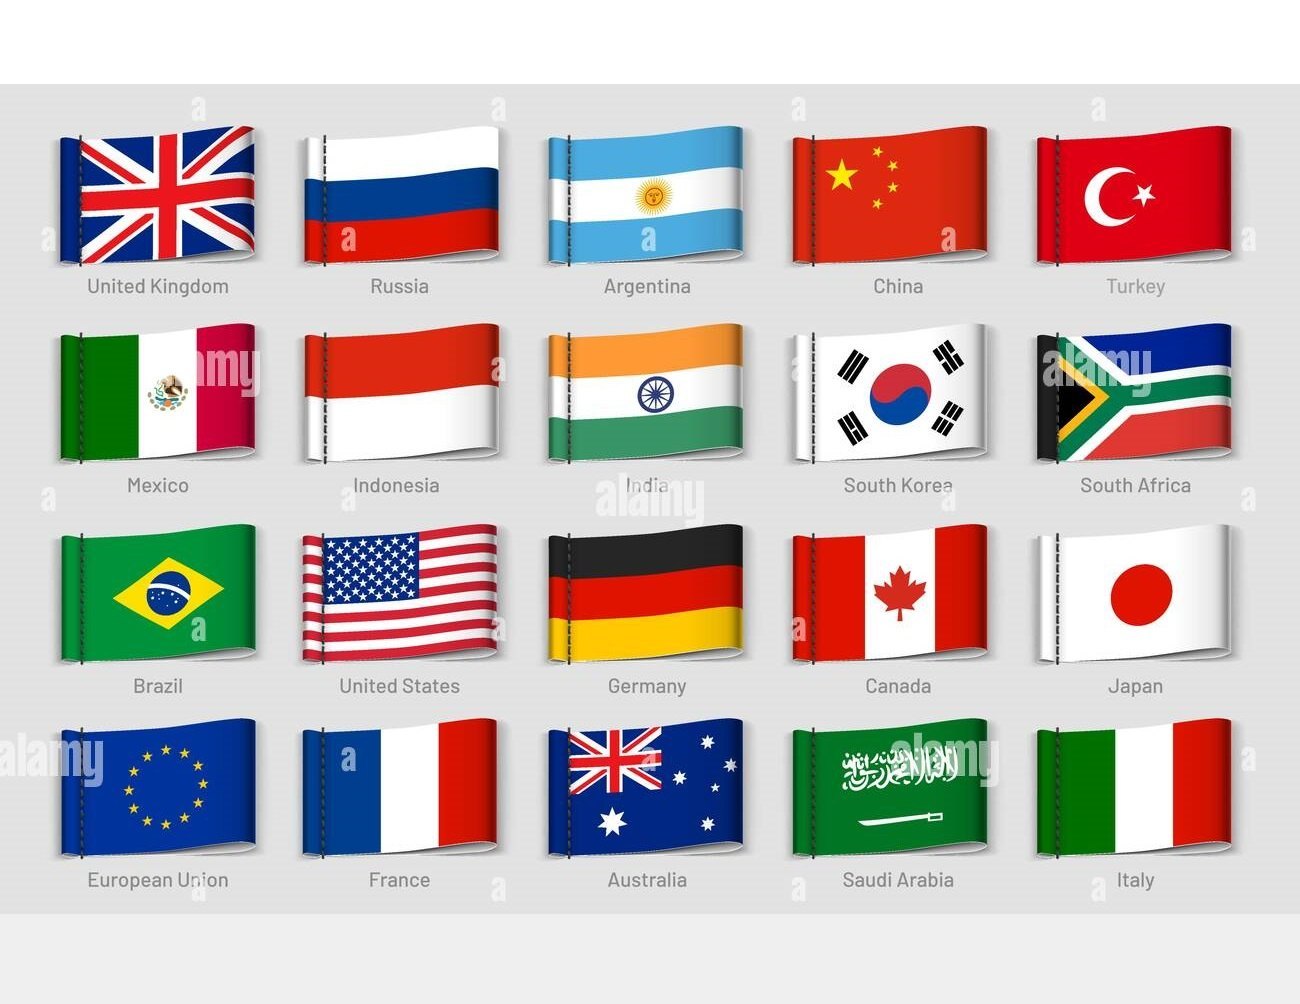 United Kingdom
Russia
Argentina
China
Turkey
Mexico
Indonesia
India
South Korea
South Africa
alamy
Brazil
United States
Germany
Canada
Japan
European Union
France
Australia
Saudi Arabia
Italy